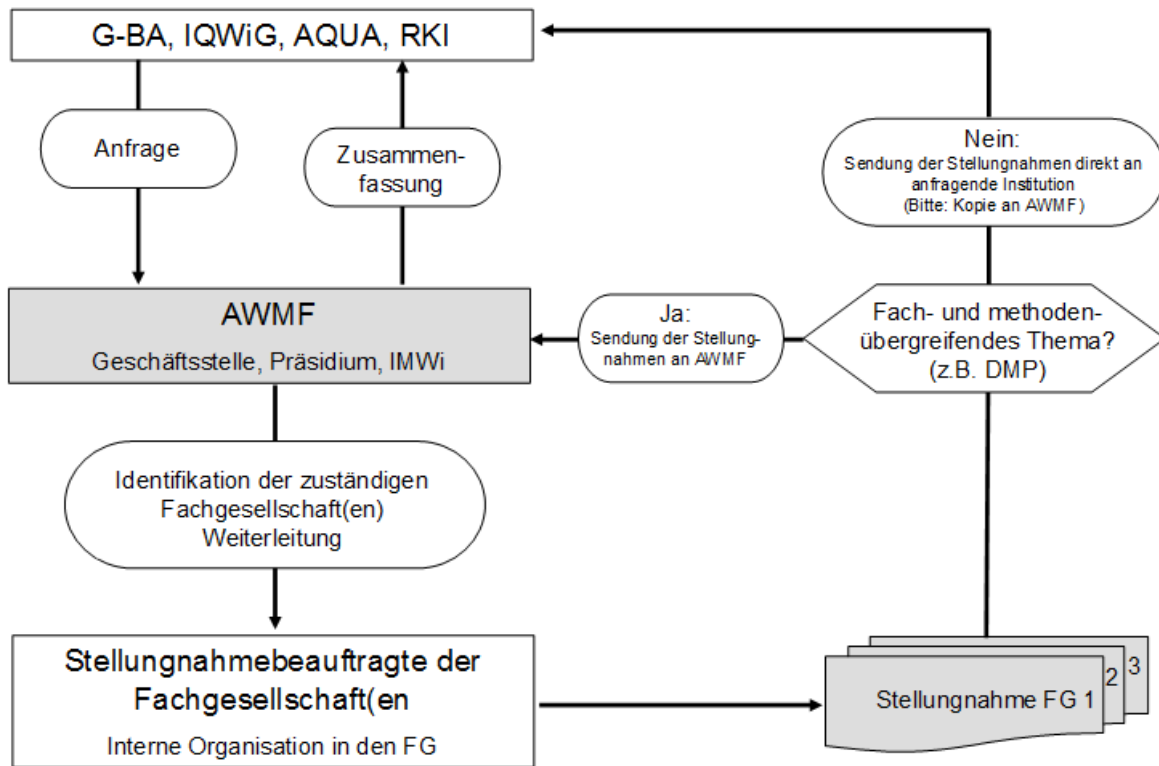 G-BA, IQWiG, AQUA, RKI
Anfrage
Zusammen-
fassung
Nein:
Sendung der Stellungnahmen direkt an
anfragende Institution
(Bitte: Kopie an AWMF)
AWMF
Geschäftsstelle, Präsidium, IMWi
Ja:
Sendung der Stellung-
nahmen an AWMF
Fach- und methoden-
übergreifendes Thema?
(z.B. DMP)
Identifikation der zuständigen
Fachgesellschaft(en)
Weiterleitung
Stellungnahmebeauftragte der
Fachgesellschaft(en
Interne Organisation in den FG
Stellungnahme FG 1
2
3